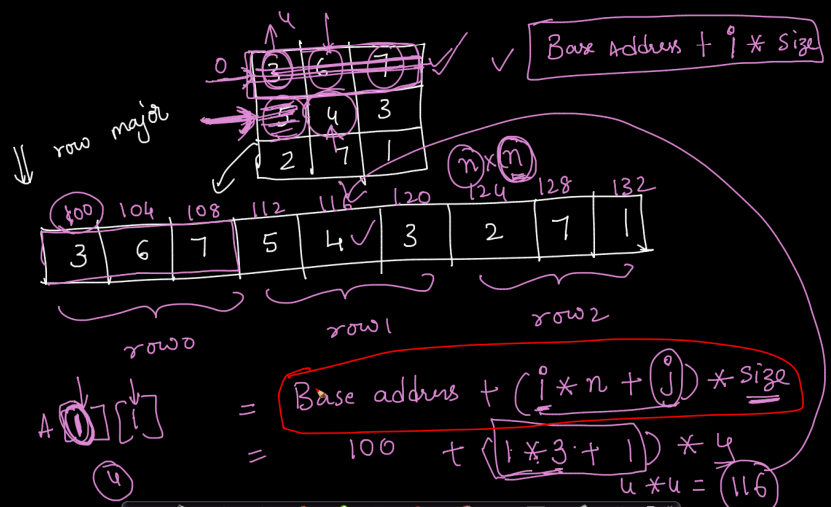 4
Base Address + i * size
0 3 6 7
5 4 3
2 7 1
row major
n x n
100 104 108 112 116 120 124 128 132
3 6 7 5 4 3 2 7 1
row0 row1 row2
Base address + (i * n + j) * size
A[1][1] =
= 100 + (1 * 3 + 1) * 4
4 4 * 4 = 116